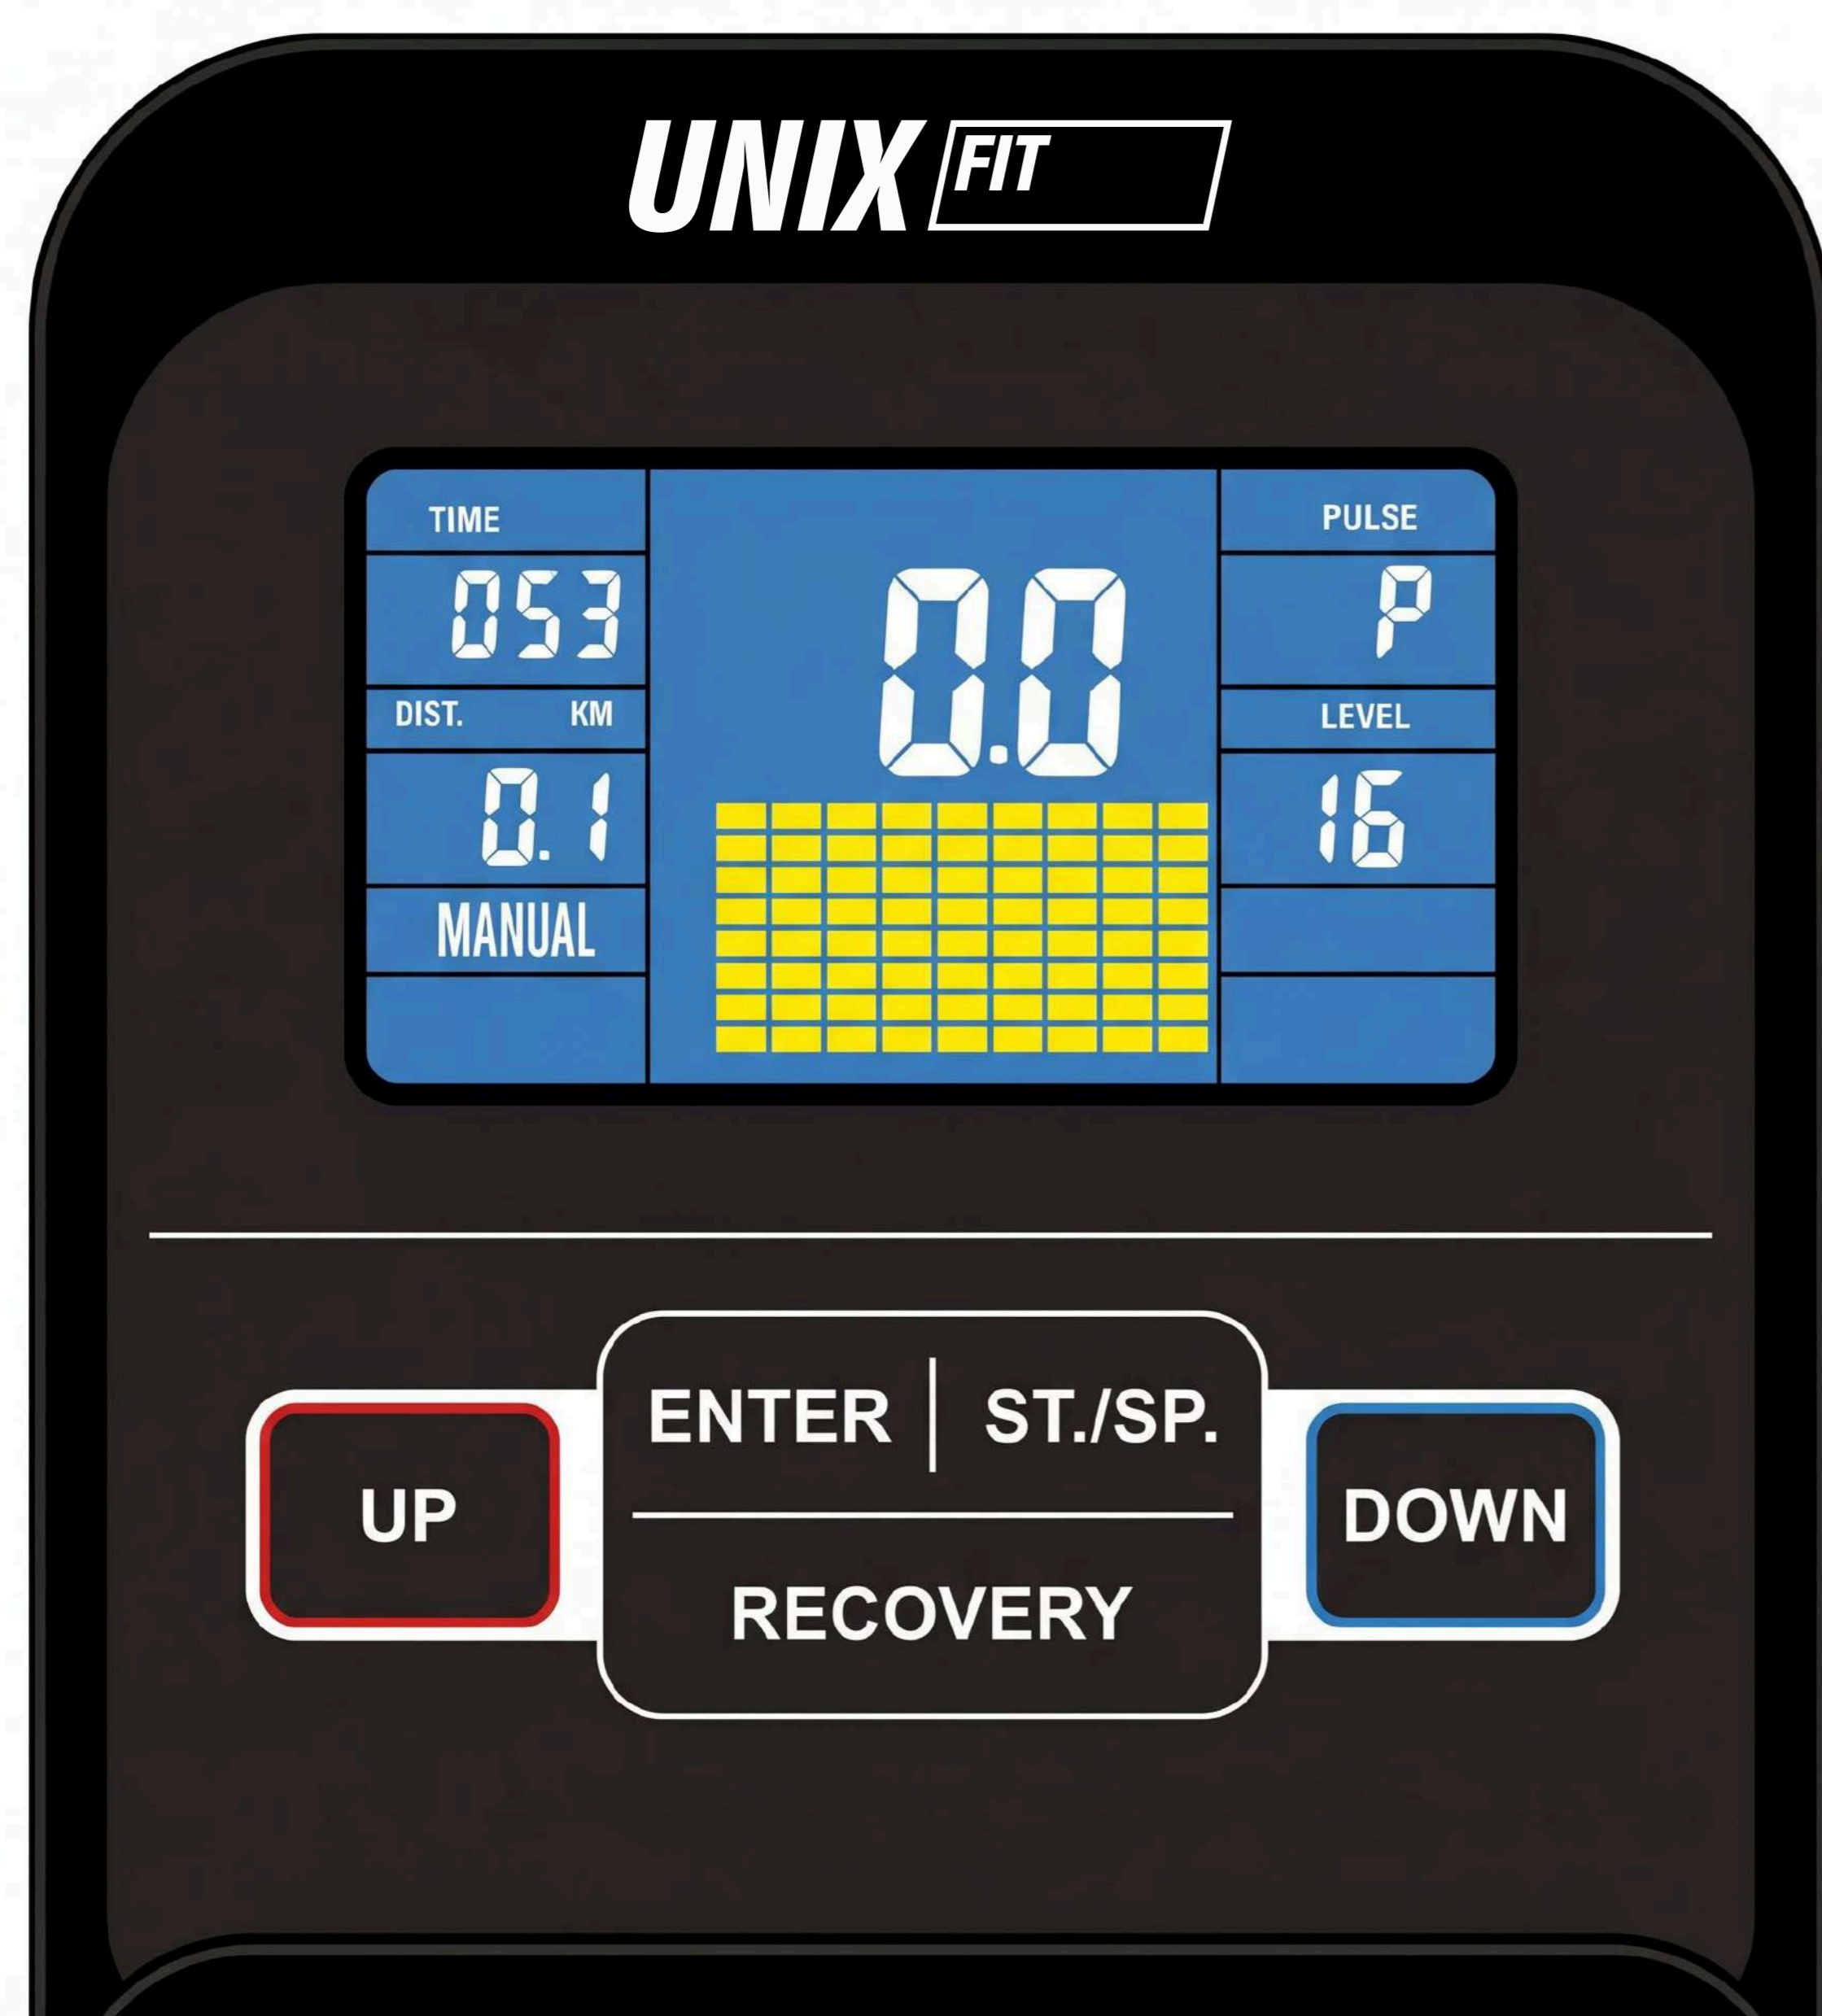 UNIX FIT
TIME
053
DIST. KM
0.1
MANUAL
0.0
PULSE
P
LEVEL
16
ENTER ST./SP.
UP
DOWN
RECOVERY